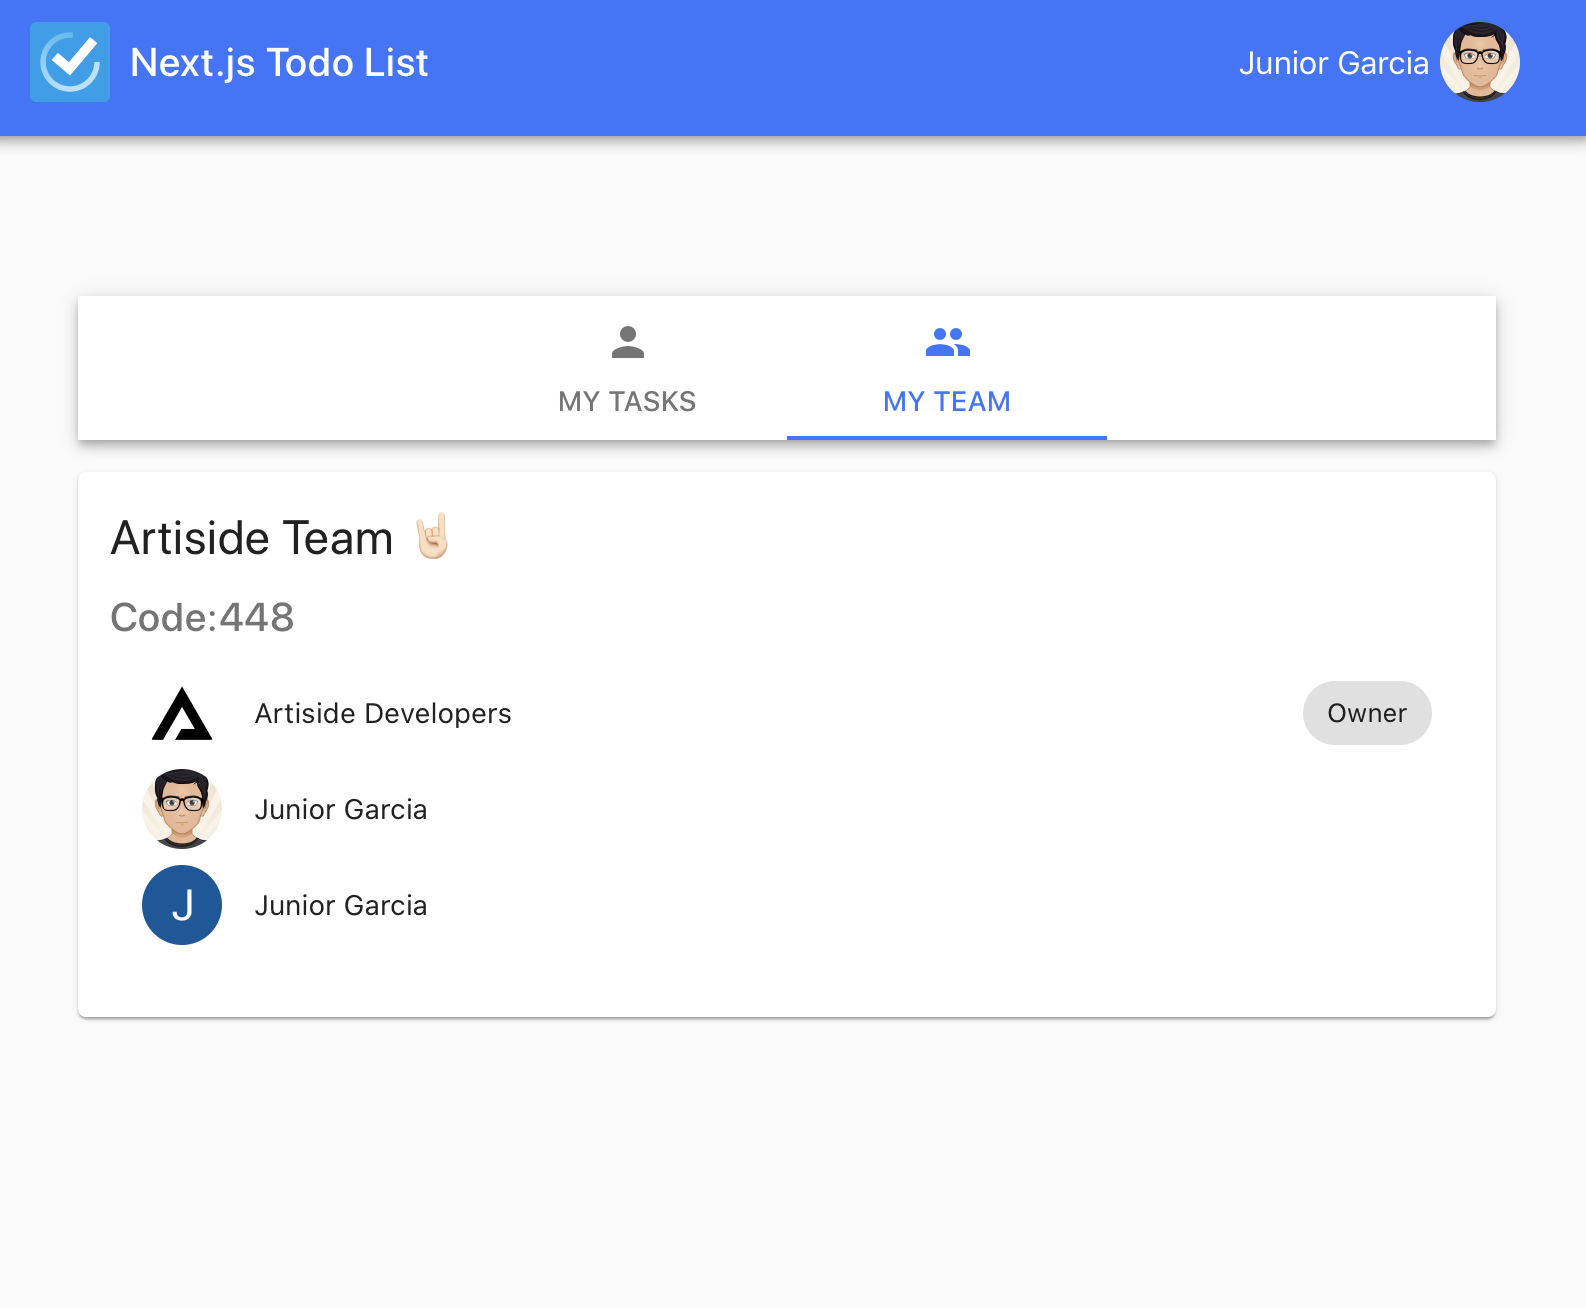 Next.js Todo List
Junior Garcia
MY TASKS
MY TEAM
Artiside Team 🤘🏻
Code:448
Artiside Developers
Owner
Junior Garcia
J
Junior Garcia